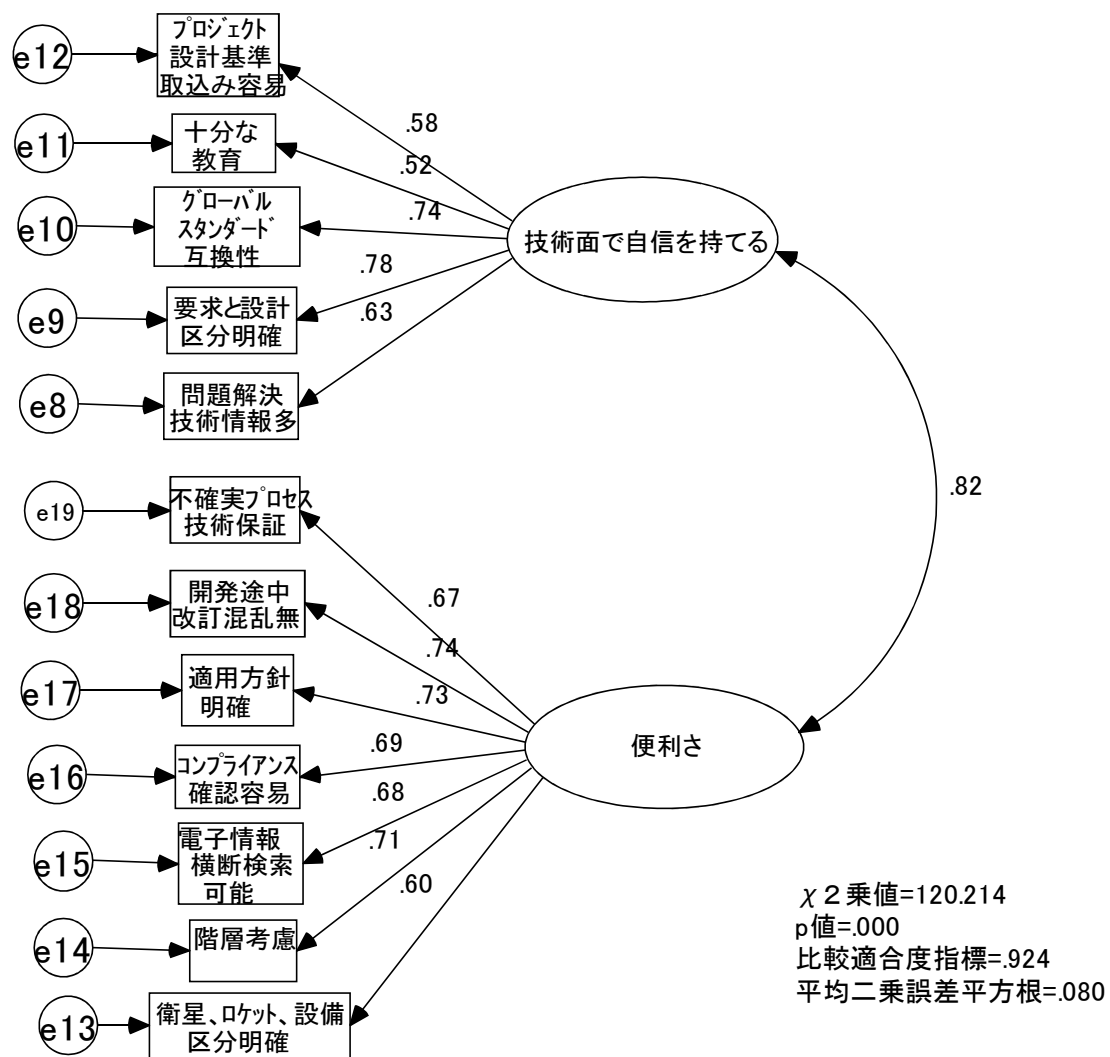 e12
プロジェクト
設計基準
取込み容易
.58
e11
十分な
教育
.52
e10
グローバル
スタンダード
互換性
.74
技術面で自信を持てる
e9
要求と設計
区分明確
.78
e8
問題解決
技術情報多
.63
.82
e19
不確実プロセス
技術保証
.67
e18
開発途中
改訂混乱無
.74
e17
適用方針
明確
.73
便利さ
e16
コンプライアンス
確認容易
.69
e15
電子情報
横断検索
可能
.68
e14
階層考慮
.71
e13
衛星、ロケット、設備
区分明確
.60
χ２乗値=120.214
p値=.000
比較適合度指標=.924
平均二乗誤差平方根=.080